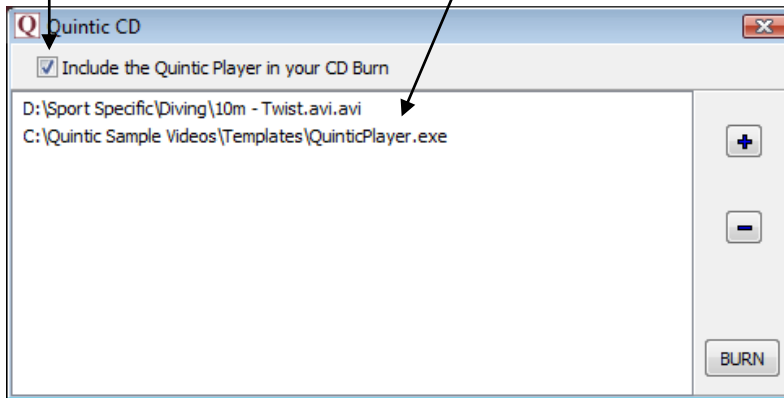 Q Quintic CD
Include the Quintic Player in your CD Burn
D:\Sport Specific\Diving\10m - Twist.avi.avi
C:\Quintic Sample Videos\Templates\QuinticPlayer.exe
+
-
BURN